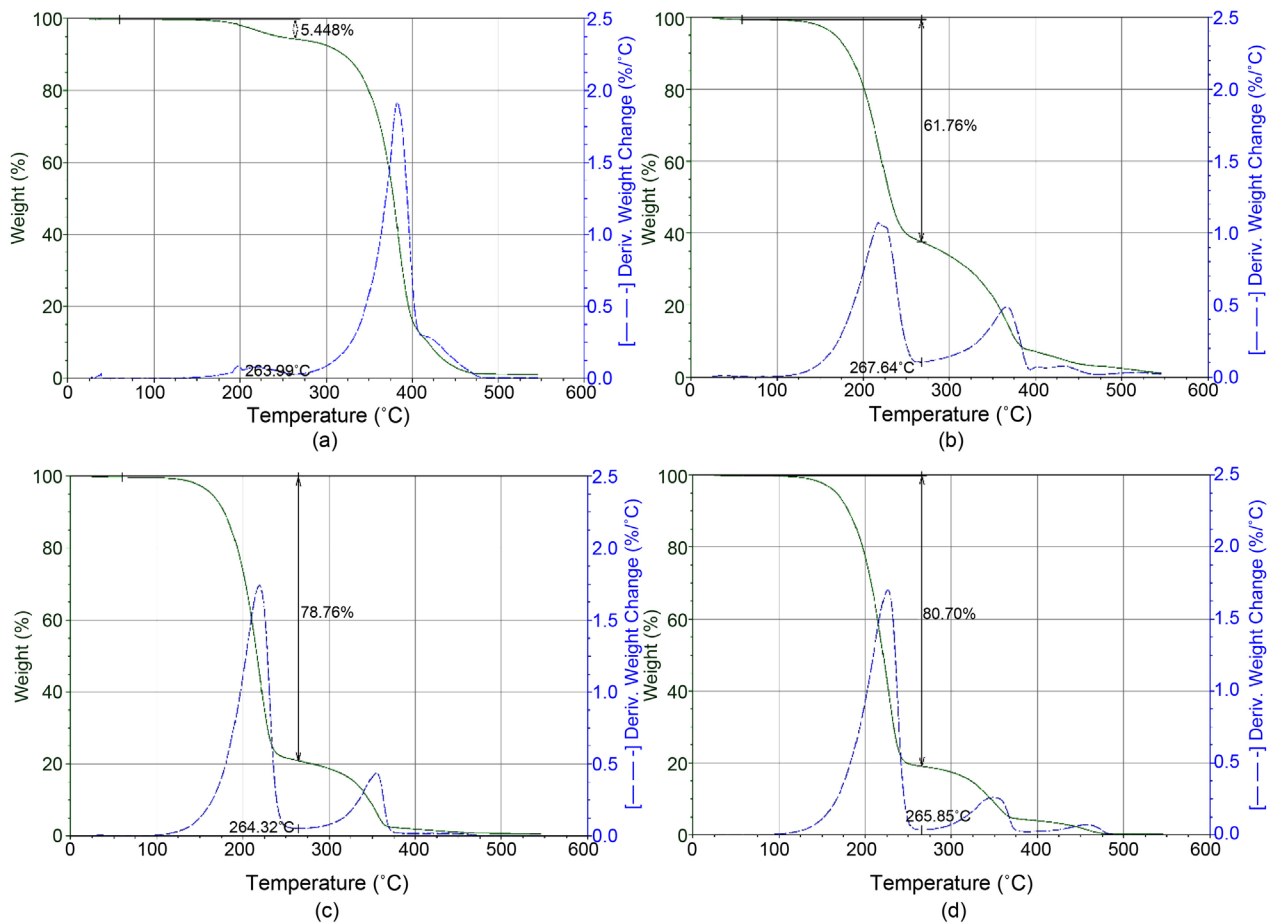 100
80
60
40
20
0
Weight (%)
5.448%
263.99°C
2.5
2.0
1.5
1.0
0.5
0.0
[— — -] Deriv. Weight Change (%/°C)
0 100 200 300 400 500 600
Temperature (°C)
(a)
100
80
60
40
20
0
Weight (%)
61.76%
267.64°C
2.5
2.0
1.5
1.0
0.5
0.0
[— — -] Deriv. Weight Change (%/°C)
0 100 200 300 400 500 600
Temperature (°C)
(b)
100
80
60
40
20
0
Weight (%)
78.76%
264.32°C
2.5
2.0
1.5
1.0
0.5
0.0
[— — -] Deriv. Weight Change (%/°C)
0 100 200 300 400 500 600
Temperature (°C)
(c)
100
80
60
40
20
0
Weight (%)
80.70%
265.85°C
2.5
2.0
1.5
1.0
0.5
0.0
[— — -] Deriv. Weight Change (%/°C)
0 100 200 300 400 500 600
Temperature (°C)
(d)